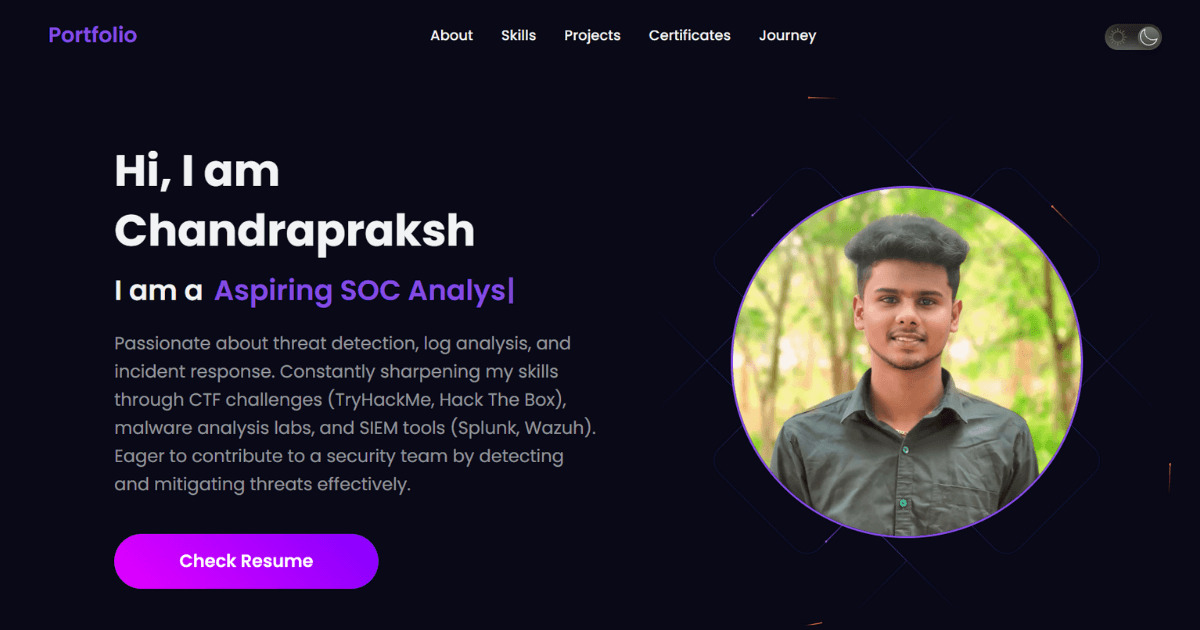 Portfolio
About Skills Projects Certificates Journey
Hi, I am
Chandrapraksh
I am a Aspiring SOC Analys|
Passionate about threat detection, log analysis, and
incident response. Constantly sharpening my skills
through CTF challenges (TryHackMe, Hack The Box),
malware analysis labs, and SIEM tools (Splunk, Wazuh).
Eager to contribute to a security team by detecting
and mitigating threats effectively.
Check Resume